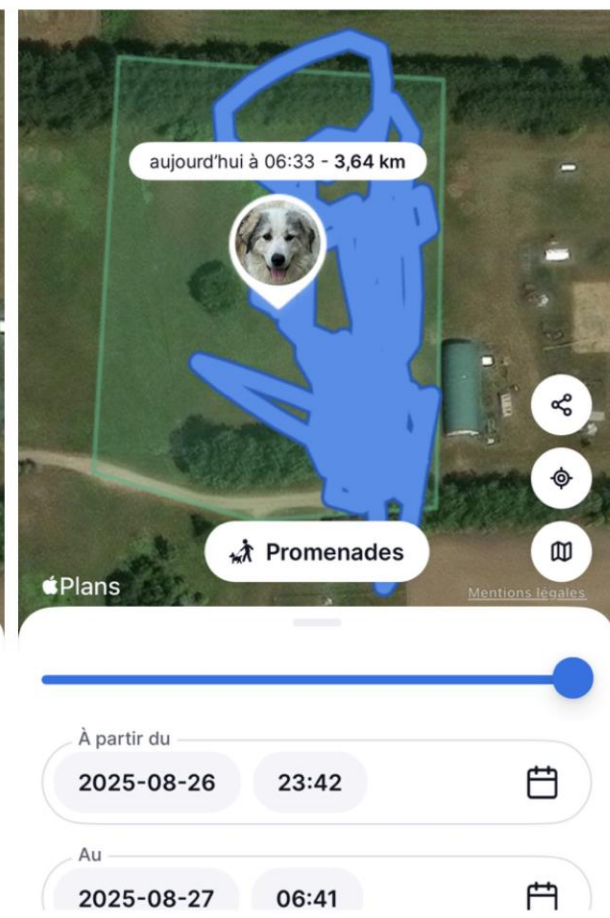 aujourd'hui à 06:33 - 3,64 km
Promenades
Plans
Mentions légales
À partir du
2025-08-26 23:42
Au
2025-08-27 06:41